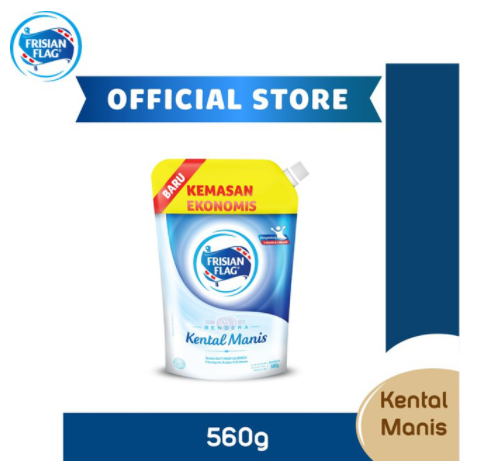 FRISIAN
FLAG
OFFICIAL STORE
BARU
KEMASAN
EKONOMIS
FRISIAN
FLAG
BENDERA
Kental Manis
560g
Kental
Manis